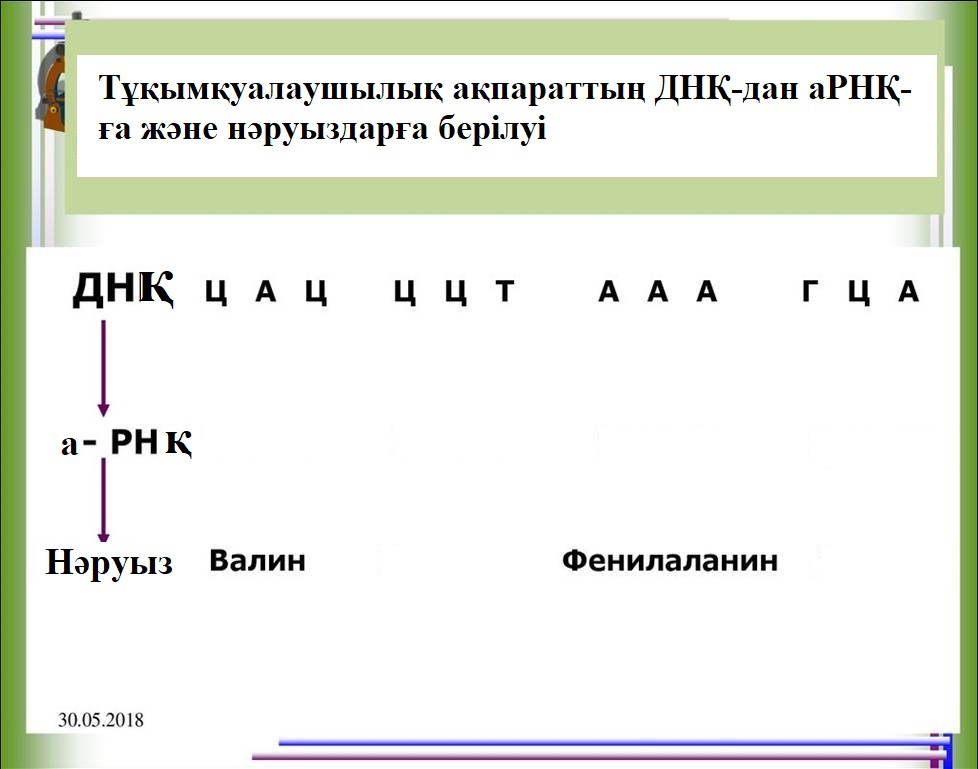 Тұқымқуалаушылық ақпараттың ДНҚ-дан аРНҚ-
ға және нәруыздарға берілуі
ДНҚ Ц А Ц Ц Ц Т А А А Г Ц А
а- РНқ
Нәруыз Валин Фенилаланин
30.05.2018